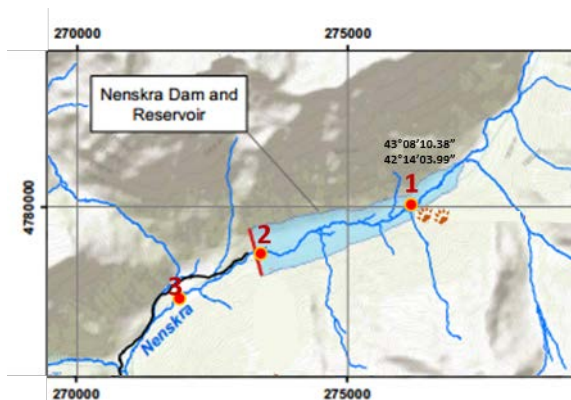 270000 275000
Nenskra Dam and
Reservoir
43°08'10.38"
42°14'03.99"
1
4780000
2
3
Nenskra
270000 275000